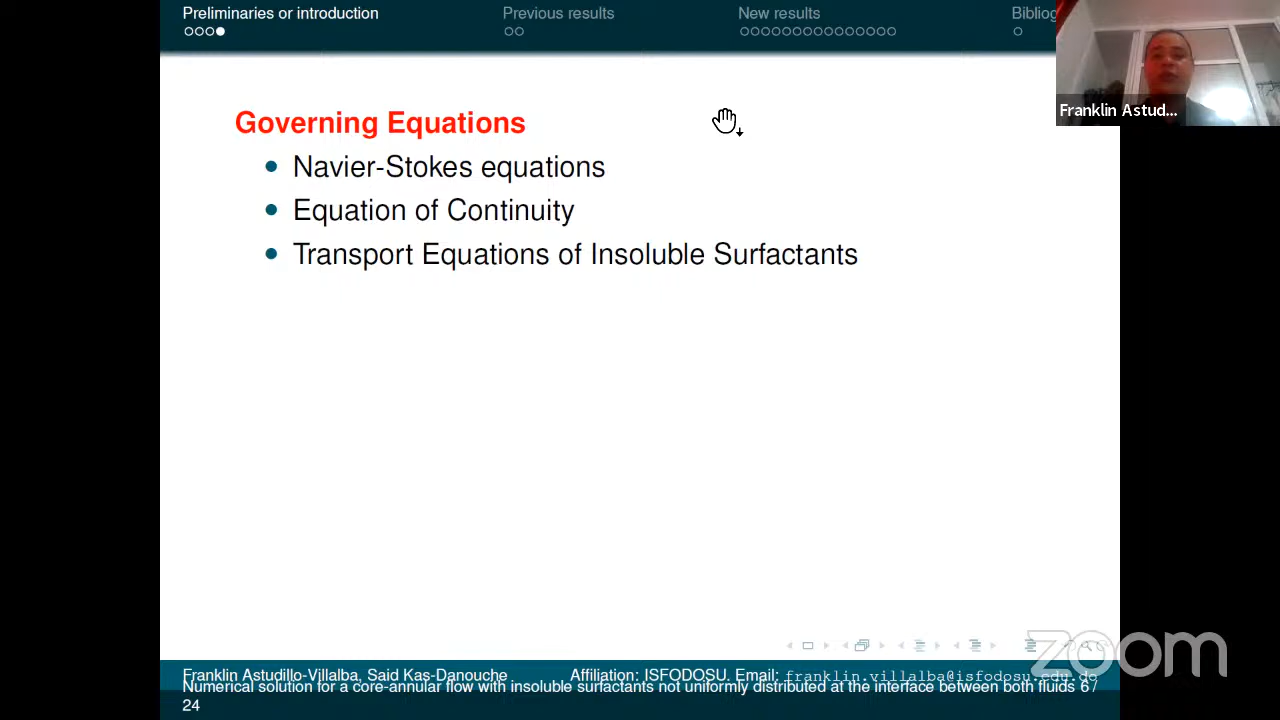 Preliminaries or introduction
Previous results
New results
Bibliog
Franklin Astud...
Governing Equations
Navier-Stokes equations
Equation of Continuity
Transport Equations of Insoluble Surfactants
zoom
Franklin Astudillo-Villalba, Said Kas-Danouche Affiliation: ISFODOSU. Email: franklin.villalba@isfodosu.edu.do
Numerical solution for a core-annular flow with insoluble surfactants not uniformly distributed at the interface between both fluids 6 /
24